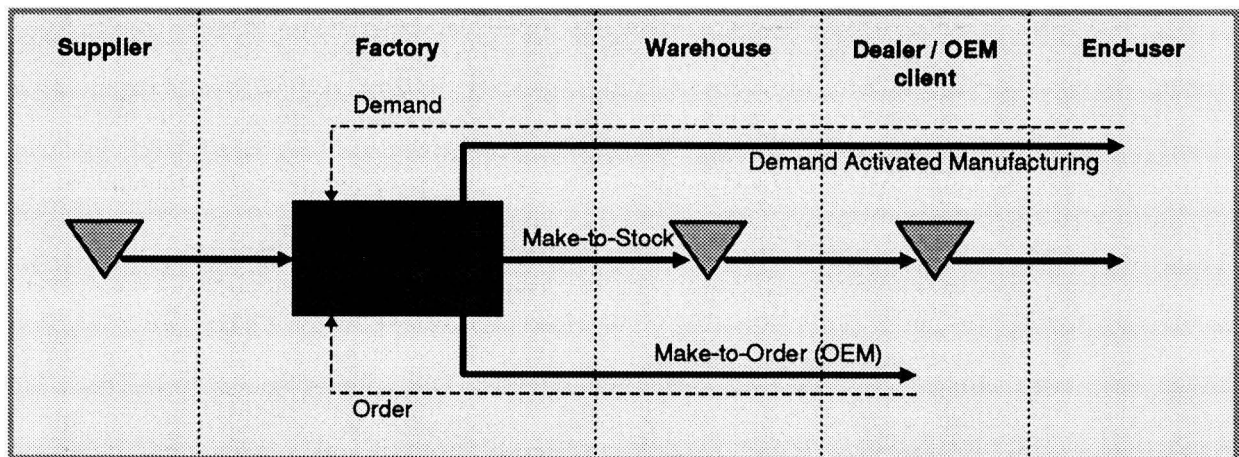 Supplier
Factory
Warehouse
Dealer / OEM
client
End-user
Demand
Demand Activated Manufacturing
Make-to-Stock
Make-to-Order (OEM)
Order